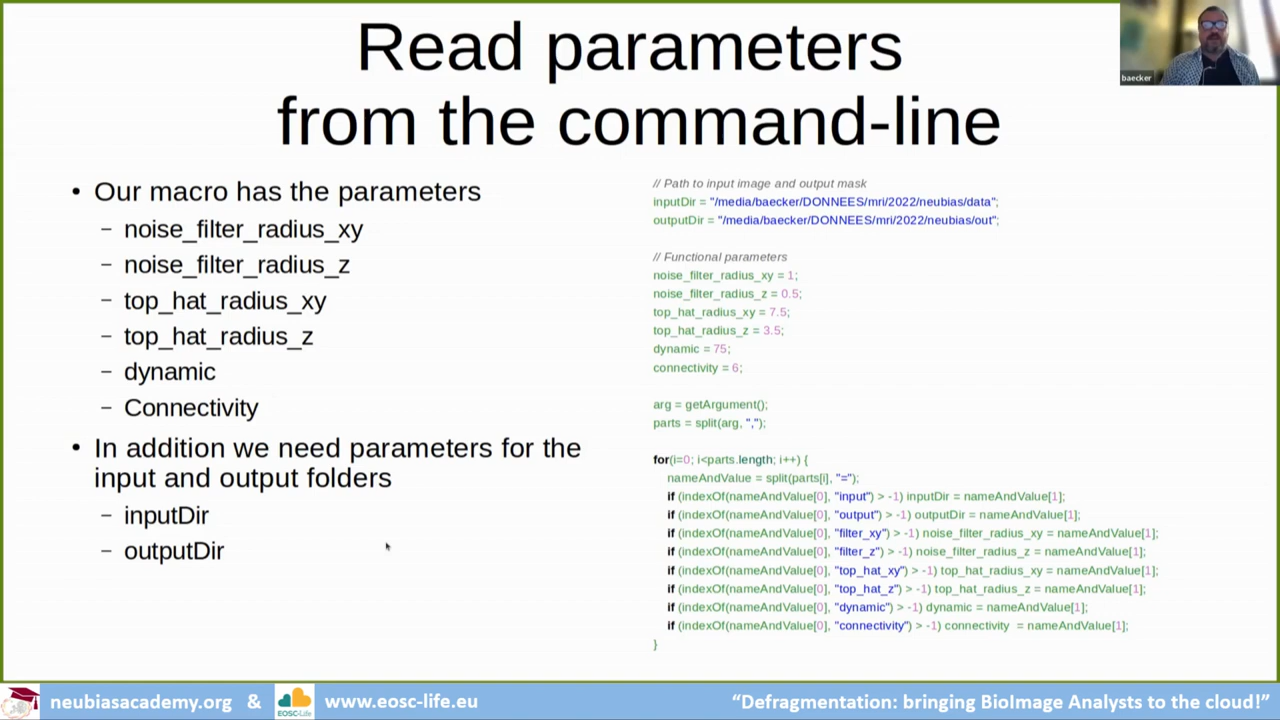 Read parameters
from the command-line
baecker
• Our macro has the parameters
– noise_filter_radius_xy
– noise_filter_radius_z
– top_hat_radius_xy
– top_hat_radius_z
– dynamic
– Connectivity
• In addition we need parameters for the
input and output folders
– inputDir
– outputDir
// Path to input image and output mask
inputDir = "/media/baecker/DONNEES/mri/2022/neubias/data";
outputDir = "/media/baecker/DONNEES/mri/2022/neubias/out";
// Functional parameters
noise_filter_radius_xy = 1;
noise_filter_radius_z = 0.5;
top_hat_radius_xy = 7.5;
top_hat_radius_z = 3.5;
dynamic = 75;
connectivity = 6;
arg = getArgument();
parts = split(arg, ",");
for(i=0; i<parts.length; i++) {
nameAndValue = split(parts[i], "=");
if (indexOf(nameAndValue[0], "input") > -1) inputDir = nameAndValue[1];
if (indexOf(nameAndValue[0], "output") > -1) outputDir = nameAndValue[1];
if (indexOf(nameAndValue[0], "filter_xy") > -1) noise_filter_radius_xy = nameAndValue[1];
if (indexOf(nameAndValue[0], "filter_z") > -1) noise_filter_radius_z = nameAndValue[1];
if (indexOf(nameAndValue[0], "top_hat_xy") > -1) top_hat_radius_xy = nameAndValue[1];
if (indexOf(nameAndValue[0], "top_hat_z") > -1) top_hat_radius_z = nameAndValue[1];
if (indexOf(nameAndValue[0], "dynamic") > -1) dynamic = nameAndValue[1];
if (indexOf(nameAndValue[0], "connectivity") > -1) connectivity = nameAndValue[1];
}
neubiasacademy.org & EOSC-Life www.eosc-life.eu
“Defragmentation: bringing BioImage Analysts to the cloud!”